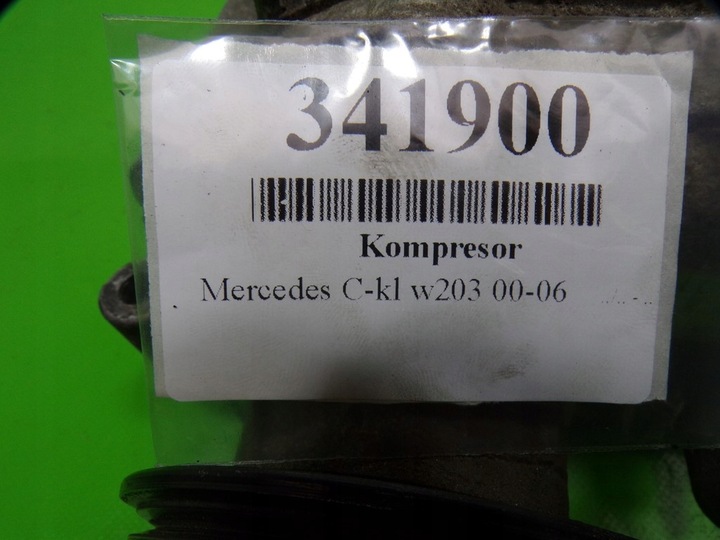 341900
Kompresor
Mercedes C-kl w203 00-06